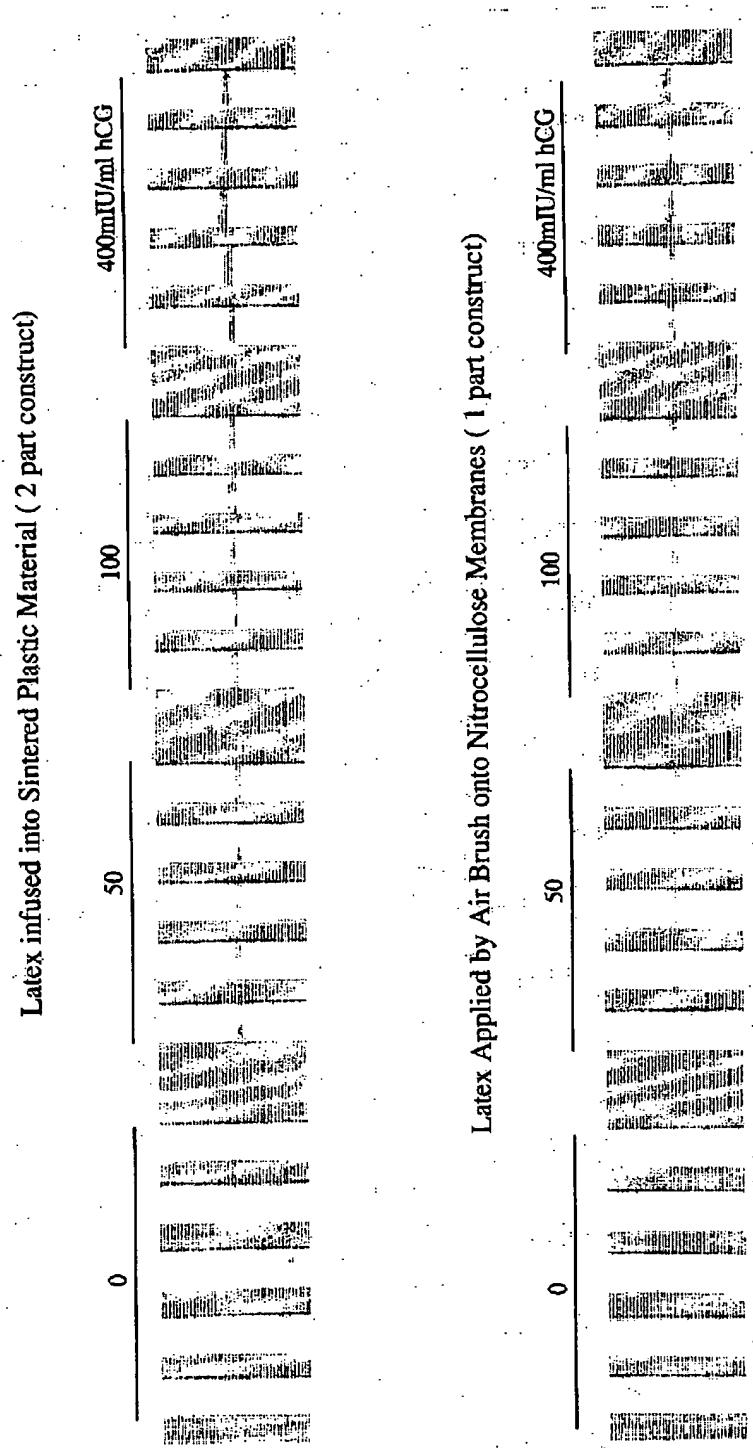 Latex infused into Sintered Plastic Material ( 2 part construct)
0
50
100
400mIU/ml hCG
Latex Applied by Air Brush onto Nitrocellulose Membranes ( 1 part construct)
0
50
100
400mIU/ml hCG